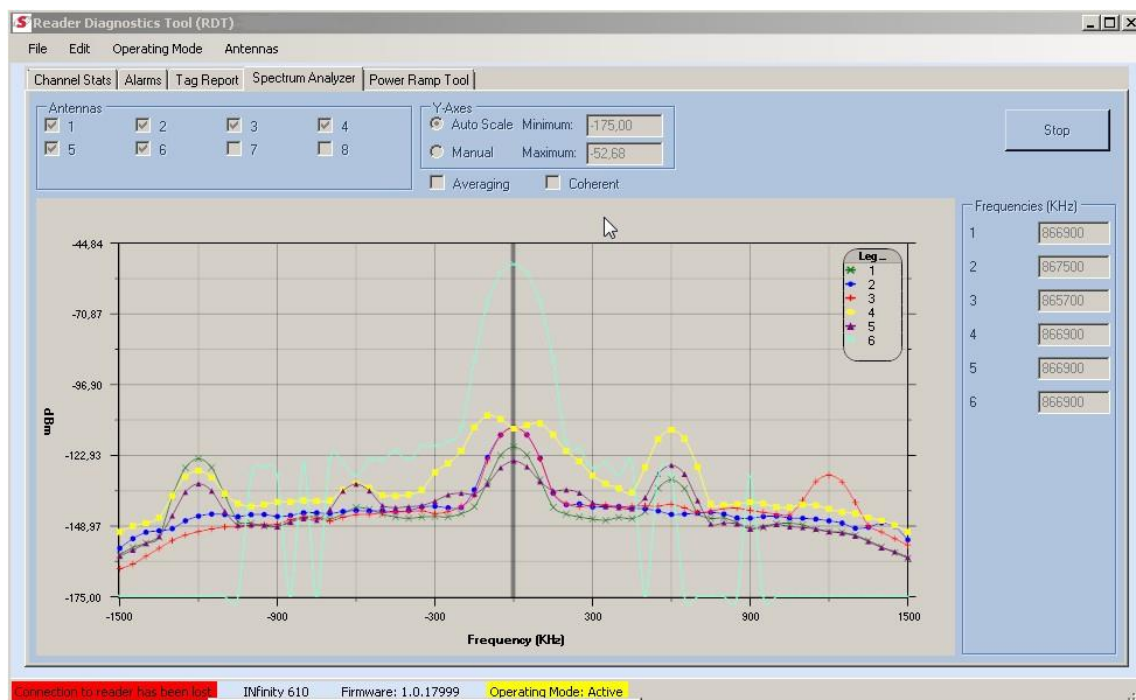 Reader Diagnostics Tool (RDT)
File Edit Operating Mode Antennas
Channel Stats Alarms Tag Report Spectrum Analyzer Power Ramp Tool
Antennas
1 2 3 4
5 6 7 8
Y-Axes
Auto Scale Minimum: -175,00
Manual Maximum: -52,68
Averaging Coherent
Stop
Frequencies (KHz)
1 866900
2 867500
3 865700
4 866900
5 866900
6 866900
-44,84
-70,87
-96,90
-122,93
-148,97
-175,00
dBm
Leg...
1
2
3
4
5
6
-1500 -900 -300 300 900 1500
Frequency (KHz)
Connection to reader has been lost. INfinity 610 Firmware: 1.0.17999 Operating Mode: Active